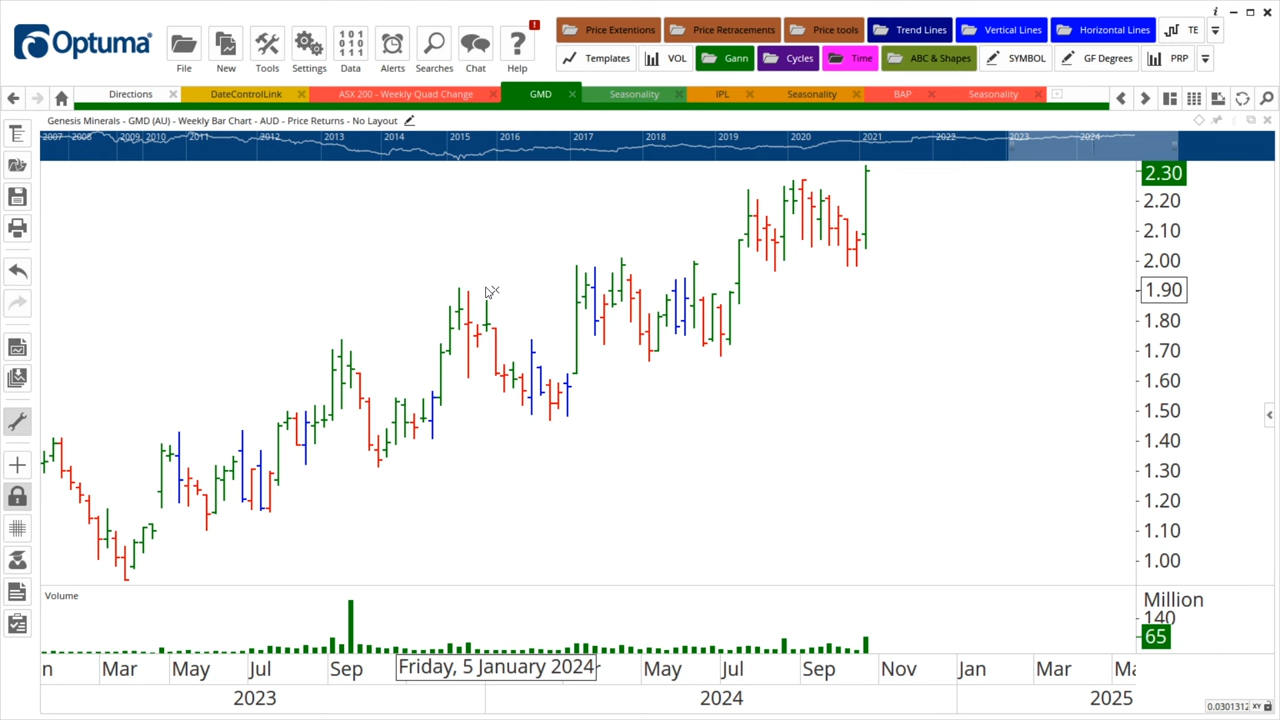 Optuma®
File
New
Tools
Settings
Data
Alerts
Searches
Chat
Help
Price Extentions
Price Retracements
Price tools
Trend Lines
Vertical Lines
Horizontal Lines
TE
Templates
VOL
Gann
Cycles
Time
ABC & Shapes
SYMBOL
GF Degrees
PRP
Directions
DateControlLink
ASX 200 - Weekly Quad Change
GMD
Seasonality
IPL
Seasonality
BAP
Seasonality
Genesis Minerals - GMD (AU) - Weekly Bar Chart - AUD - Price Returns - No Layout
2007 2008 2009 2010 2012 2013 2014 2015 2016 2017 2018 2019 2020 2021 2022 2023 2024
2.30
2.20
2.10
2.00
1.90
1.80
1.70
1.60
1.50
1.40
1.30
1.20
1.10
1.00
Volume
Million
140
65
n Mar May Jul Sep Friday, 5 January 2024 May Jul Sep Nov Jan Mar Ma
2023 2024 2025
0.0301312 XY